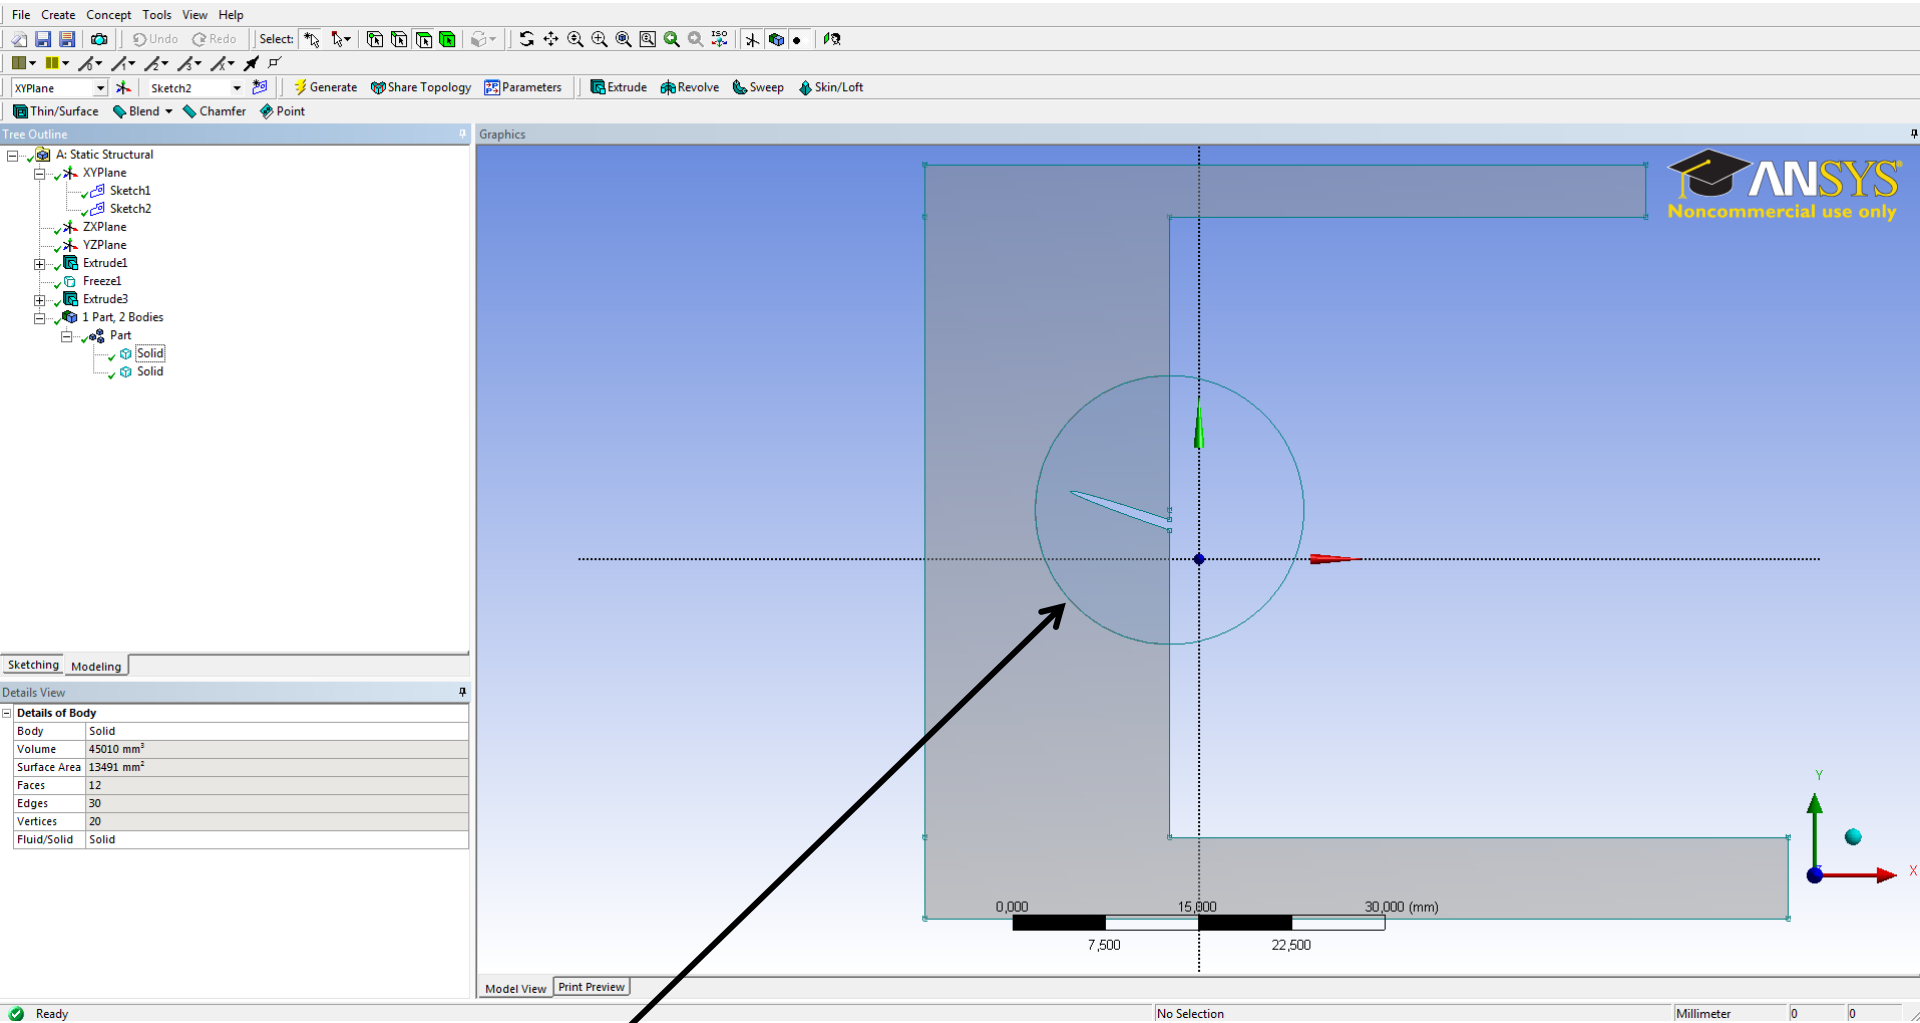 File Create Concept Tools View Help
Undo Redo Select: ISO
XYPlane Sketch2 Generate Share Topology Parameters Extrude Revolve Sweep Skin/Loft
Thin/Surface Blend Chamfer Point
Tree Outline
A: Static Structural
XYPlane
Sketch1
Sketch2
ZXPlane
YZPlane
Extrude1
Freeze1
Extrude3
1 Part, 2 Bodies
Part
Solid
Solid
Sketching Modeling
Details View
Details of Body
Body Solid
Volume 45010 mm³
Surface Area 13491 mm²
Faces 12
Edges 30
Vertices 20
Fluid/Solid Solid
Graphics
ANSYS
Noncommercial use only
0,000 15,000 30,000 (mm)
7,500 22,500
Y
X
Model View Print Preview
Ready No Selection Millimeter 0 0